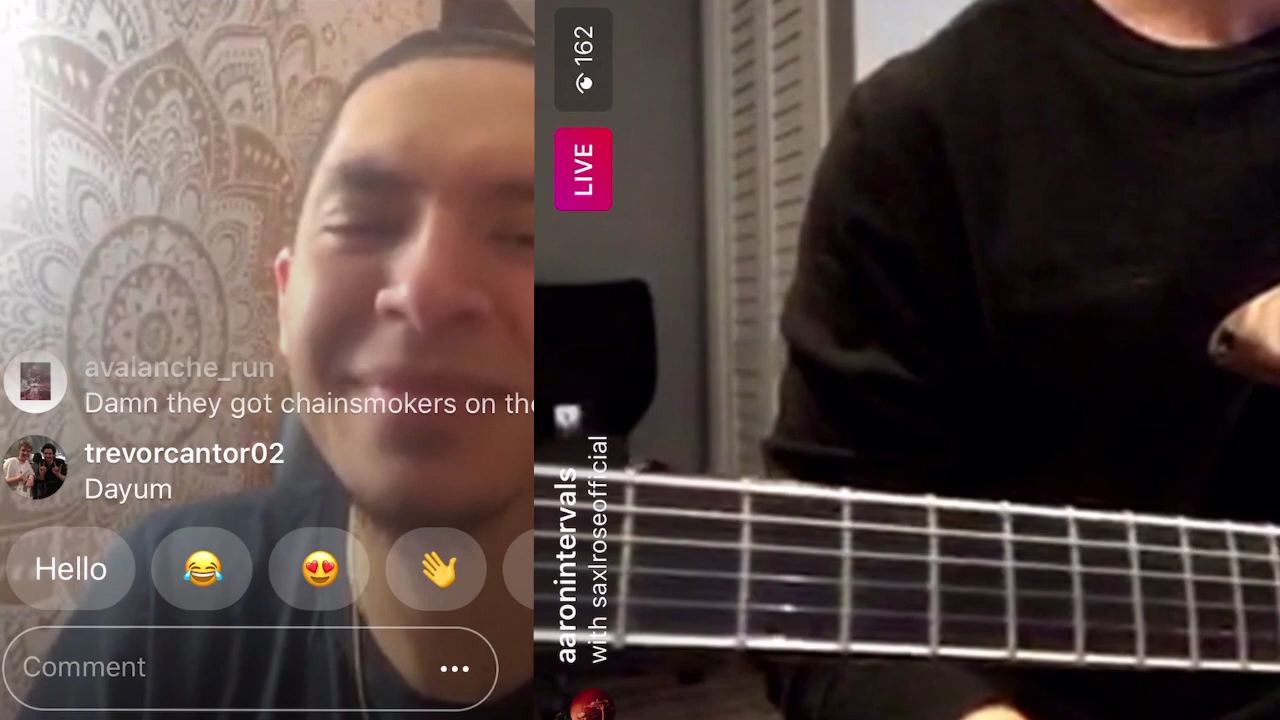 avalanche_run
Damn they got chainsmokers on the
trevorcantor02
Dayum
Hello
Comment
162
LIVE
aaronintervals
with saxlroseofficial